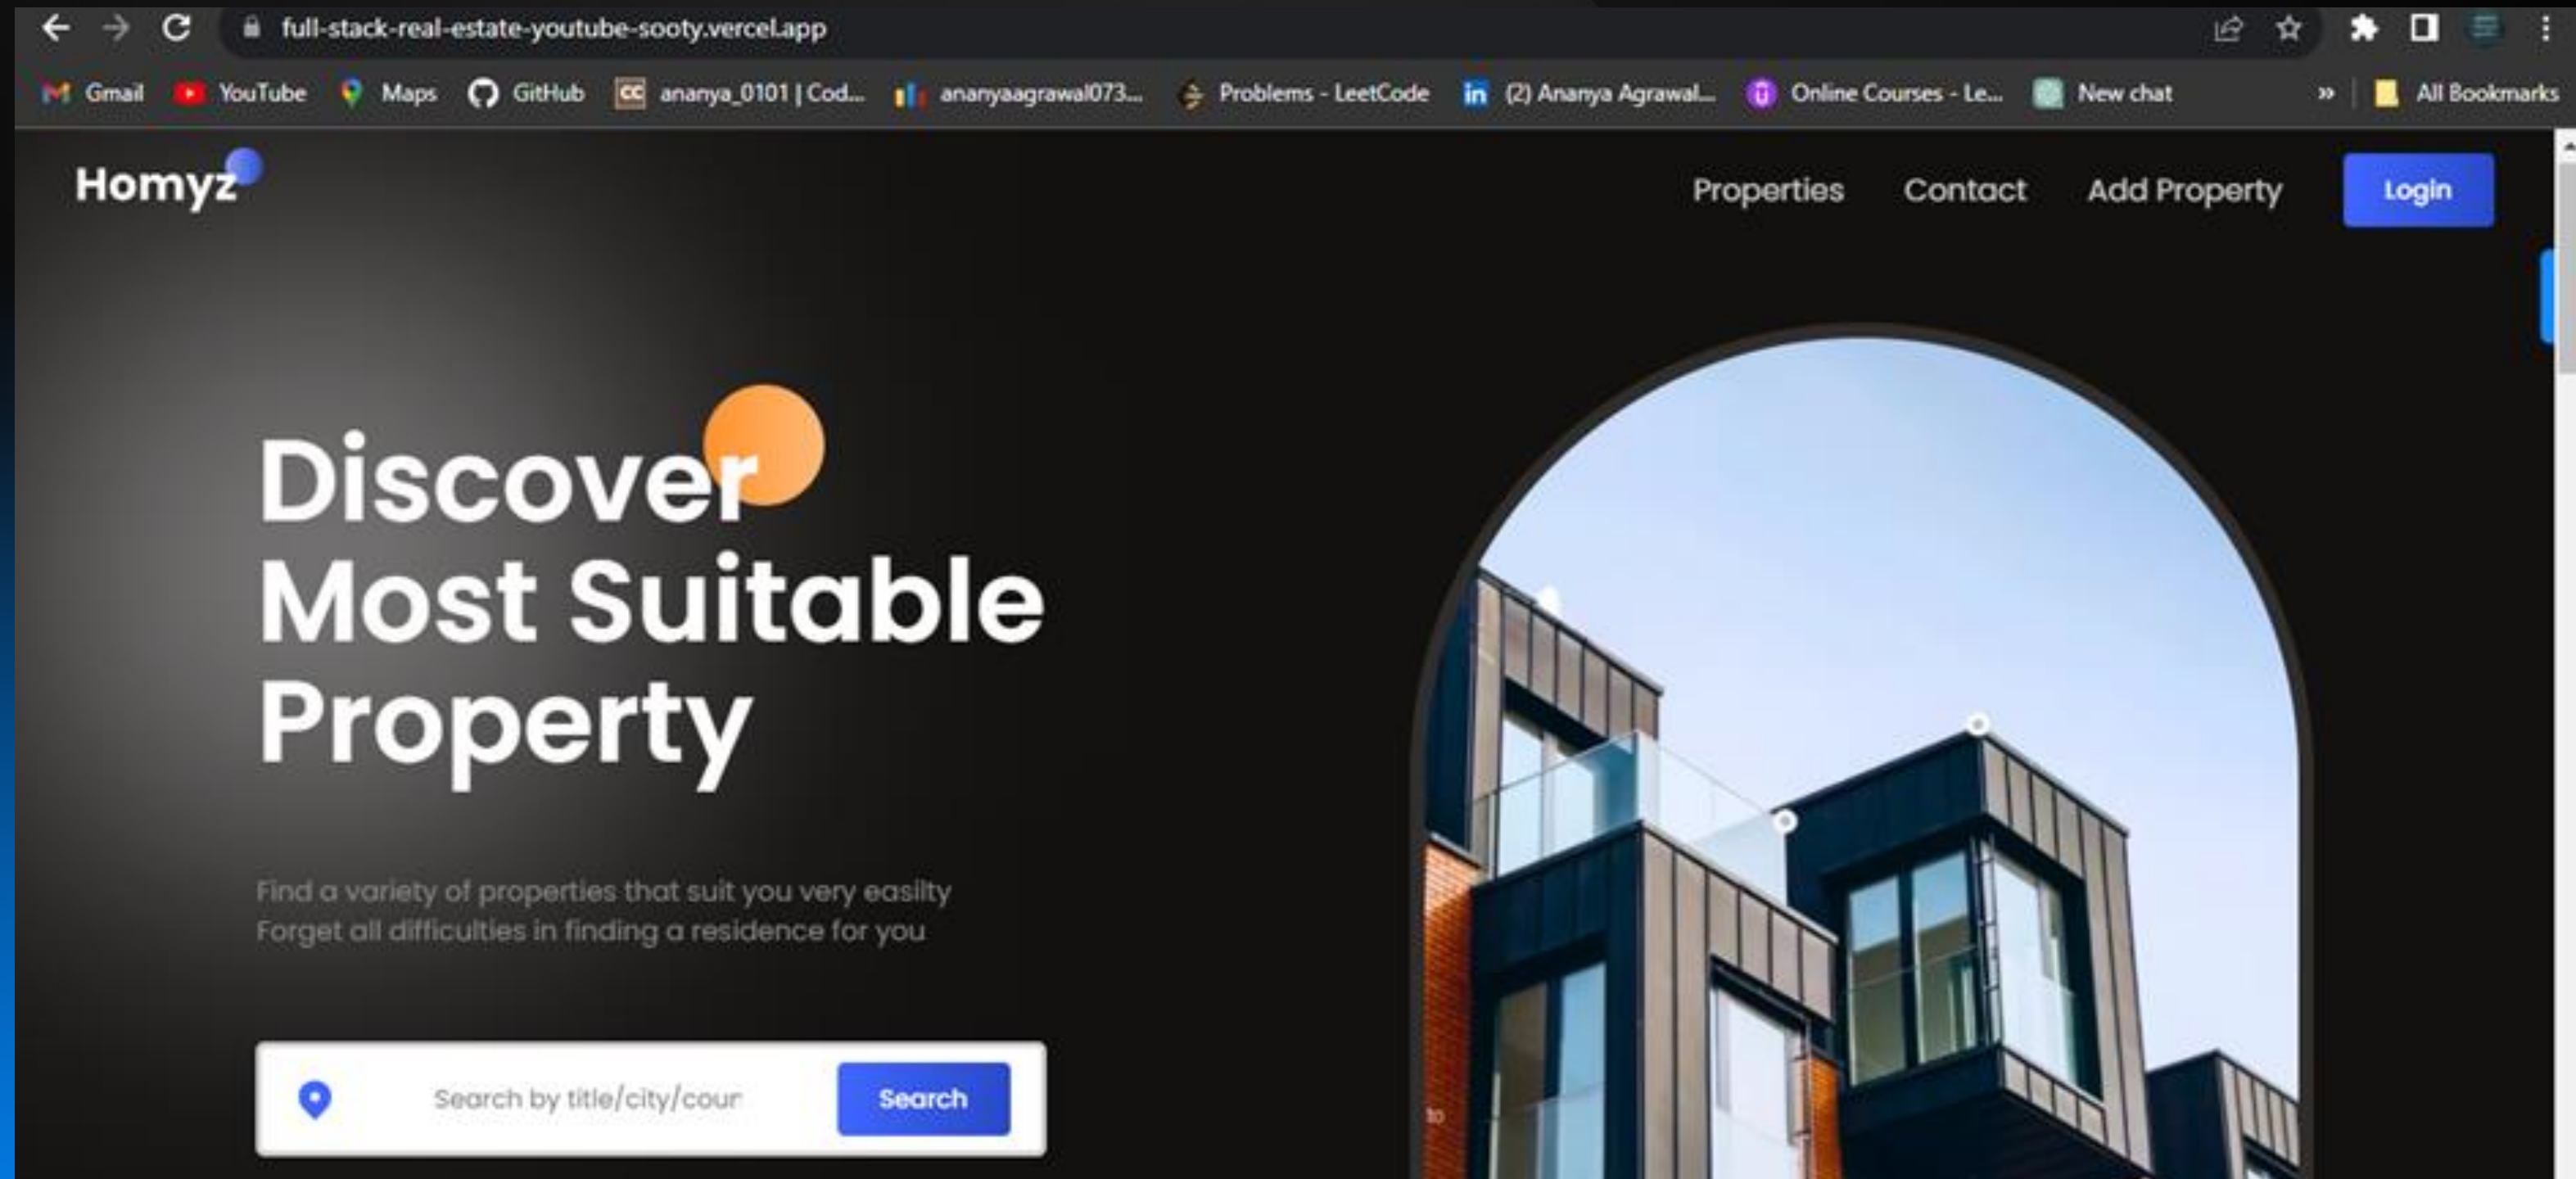 full-stack-real-estate-youtube-sooty.vercel.app
Gmail YouTube Maps GitHub CC ananya_0101 | Cod... ananyaagrawal073... Problems - LeetCode in (2) Ananya Agrawal... Online Courses - Le... New chat » All Bookmarks
Homyz Properties Contact Add Property Login
Discover
Most Suitable
Property
Find a variety of properties that suit you very easilty
Forget all difficulties in finding a residence for you
Search by title/city/cour Search